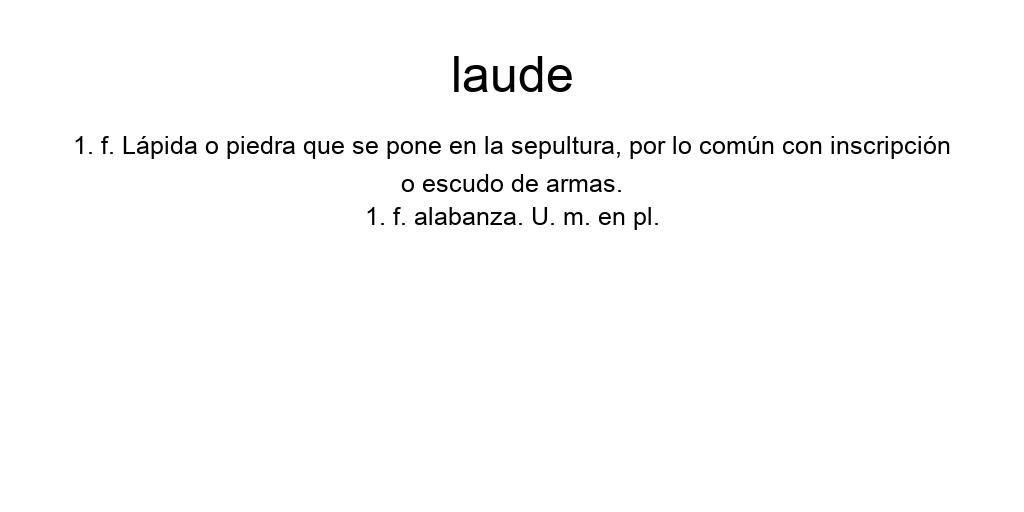 laude
1. f. Lápida o piedra que se pone en la sepultura, por lo común con inscripción
o escudo de armas.
1. f. alabanza. U. m. en pl.